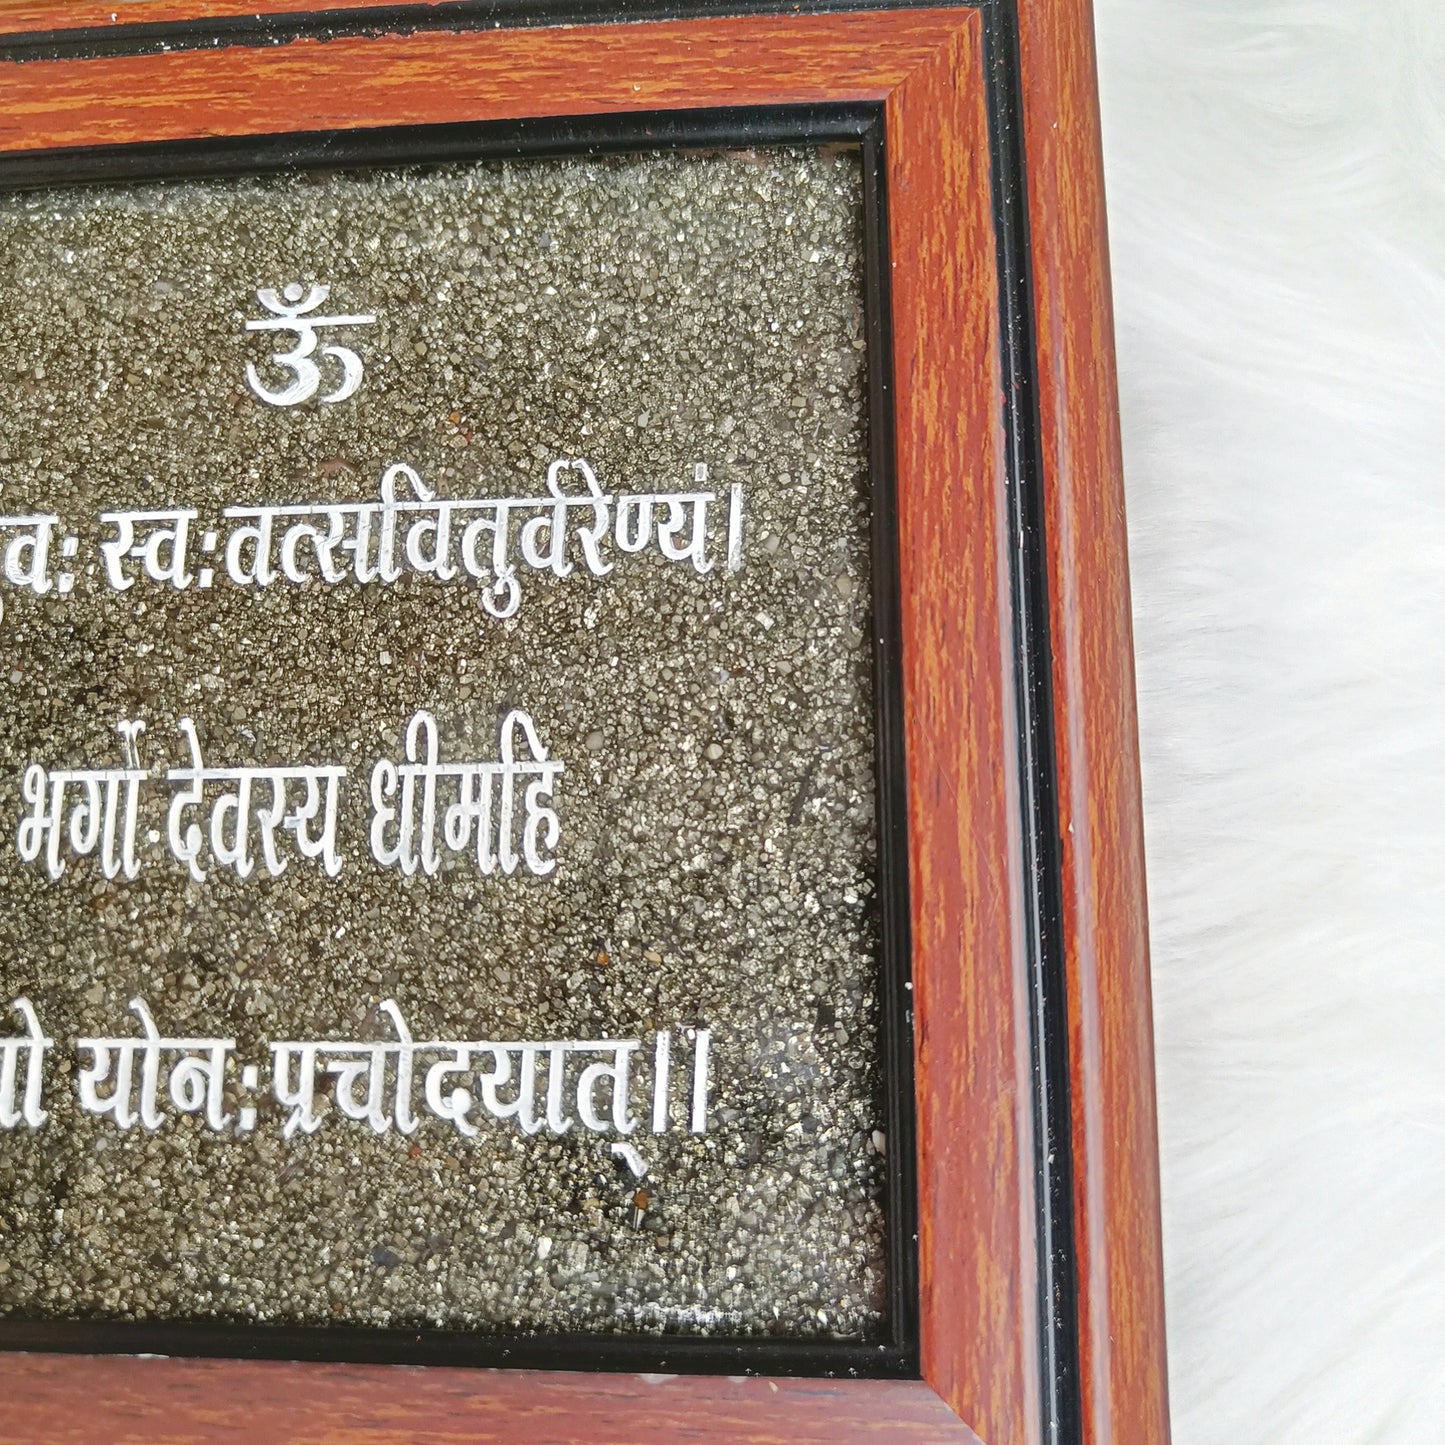 ॐ
व: स्व:तत्सवितुर्वरेण्यं।
भर्गो देवस्य धीमहि
यो योन:प्रचोदयात्।।